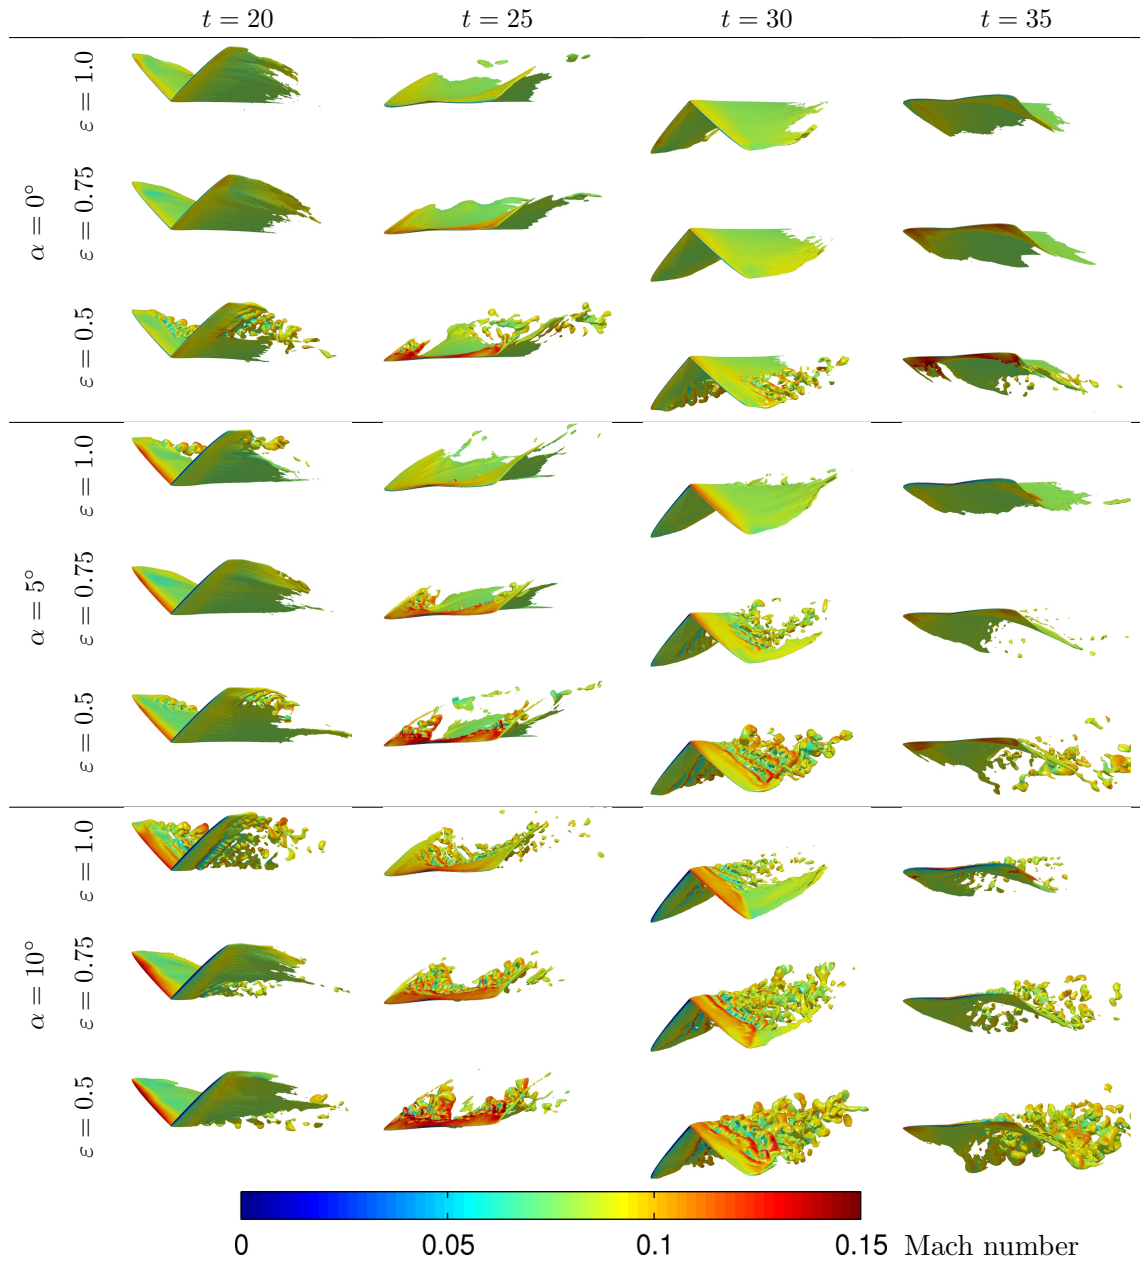 t = 20 t = 25 t = 30 t = 35
α = 0°
ε = 1.0
ε = 0.75
ε = 0.5
α = 5°
ε = 1.0
ε = 0.75
ε = 0.5
α = 10°
ε = 1.0
ε = 0.75
ε = 0.5
0 0.05 0.1 0.15 Mach number